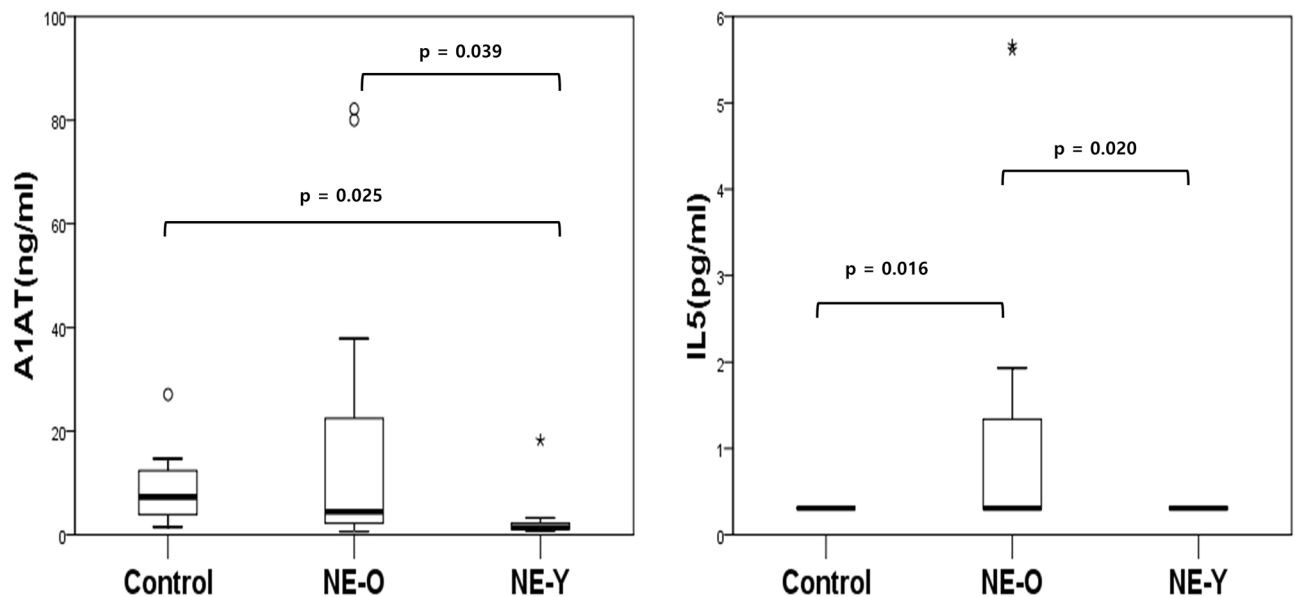 100
80
60
40
20
0
A1AT(ng/ml)
p = 0.039
p = 0.025
Control
NE-O
NE-Y
6
5
4
3
2
1
0
IL5(pg/ml)
p = 0.020
p = 0.016
Control
NE-O
NE-Y